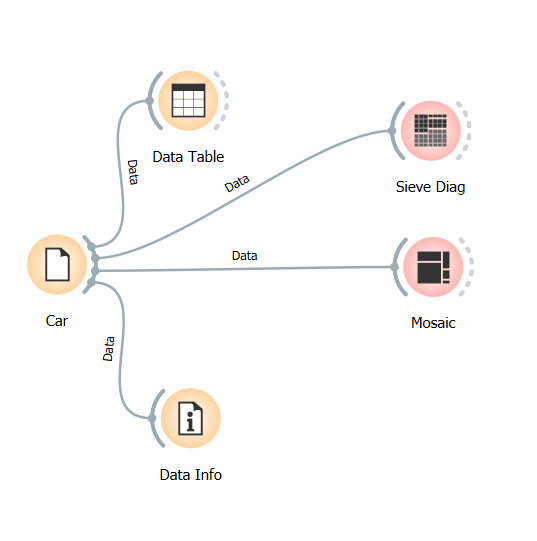 Data Table
Data
Data
Sieve Diag
Data
Car
Mosaic
Data
Data Info